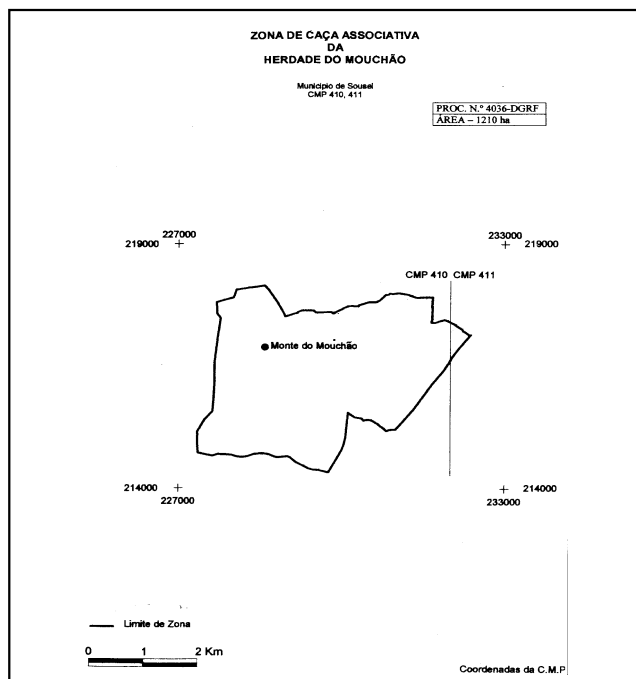 ZONA DE CAÇA ASSOCIATIVA
DA
HERDADE DO MOUCHÃO
Município de Sousel
CMP 410, 411
PROC. N.º 4036-DGRF
ÁREA – 1210 ha
227000
219000
233000
219000
CMP 410 CMP 411
Monte do Mouchão
214000
227000
214000
233000
Limite de Zona
0 1 2 Km
Coordenadas da C.M.P